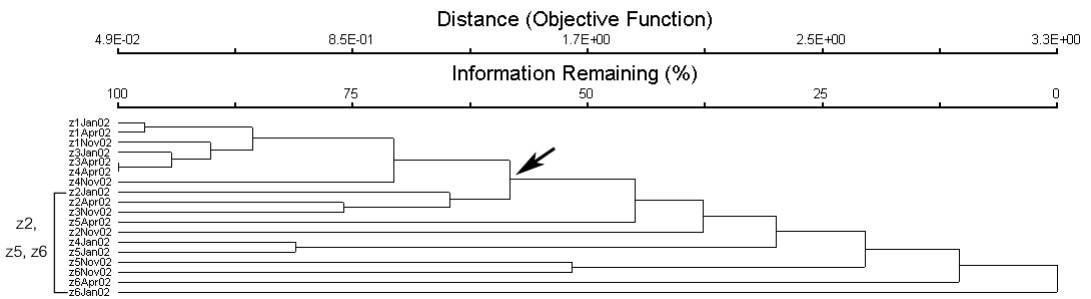 Distance (Objective Function)
4.9E-02 8.5E-01 1.7E+00 2.5E+00 3.3E+00
Information Remaining (%)
100 75 50 25 0
z1Jan02
z1Apr02
z1Nov02
z3Jan02
z3Apr02
z4Apr02
z4Nov02
z2Jan02
z2Apr02
z3Nov02
z5Apr02
z2Nov02
z4Jan02
z5Jan02
z5Nov02
z6Nov02
z6Apr02
z6Jan02
z2,
z5, z6